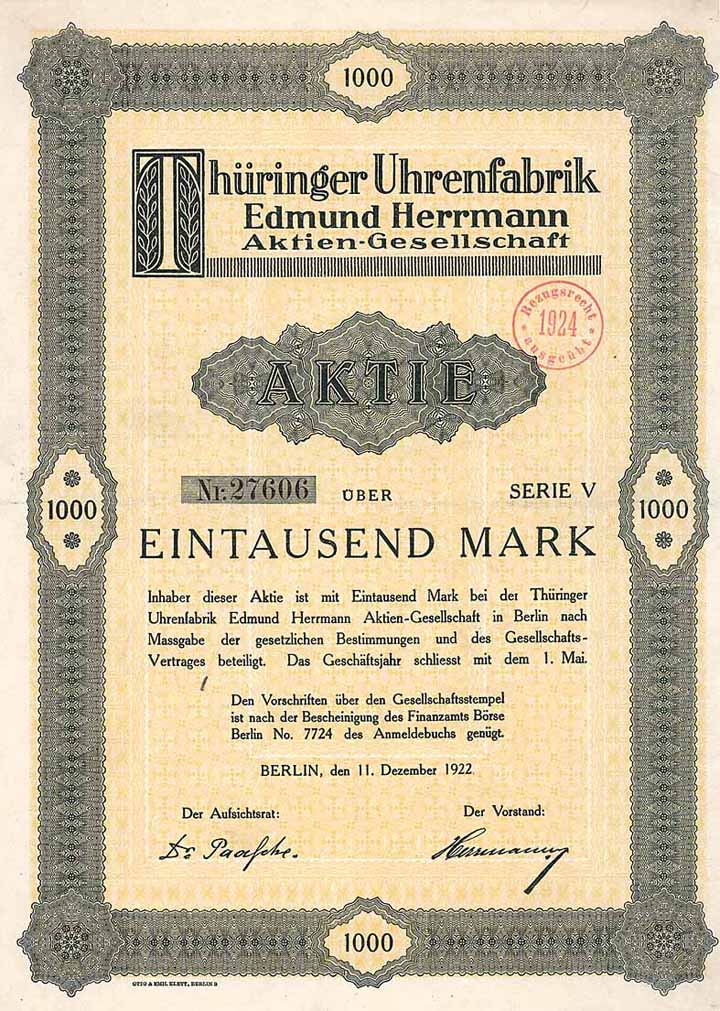 1000
Thüringer Uhrenfabrik
Edmund Herrmann
Aktien-Gesellschaft
Bezugsrecht
1924
ausgeübt
AKTIE
Nr. 27606 ÜBER SERIE V
1000
1000
EINTAUSEND MARK
Inhaber dieser Aktie ist mit Eintausend Mark bei der Thüringer
Uhrenfabrik Edmund Herrmann Aktien-Gesellschaft in Berlin nach
Massgabe der gesetzlichen Bestimmungen und des Gesellschafts-
Vertrages beteiligt. Das Geschäftsjahr schliesst mit dem 1. Mai.
Den Vorschriften über den Gesellschaftsstempel
ist nach der Bescheinigung des Finanzamts Börse
Berlin No. 7724 des Anmeldebuchs genügt.
BERLIN, den 11. Dezember 1922
Der Aufsichtsrat: Der Vorstand:
Dr. Paasche. Herrmann
1000
OTTO & EMIL KLETT, BERLIN S